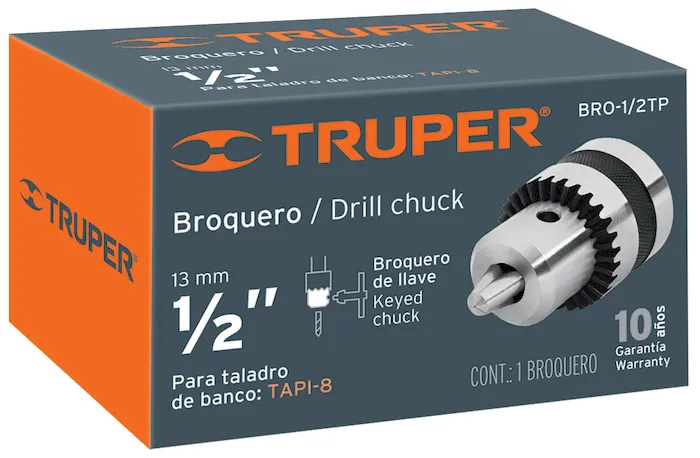 TRUPER
Broquero / Drill chuck
13 mm
1/2"
Para taladro de banco: TAPI-8
TRUPER
TRUPER®
BRO-1/2TP
Broquero / Drill chuck
13 mm
1/2"
Broquero
de llave
Keyed
chuck
Para taladro
de banco: TAPI-8
CONT.: 1 BROQUERO
10 años
Garantía
Warranty